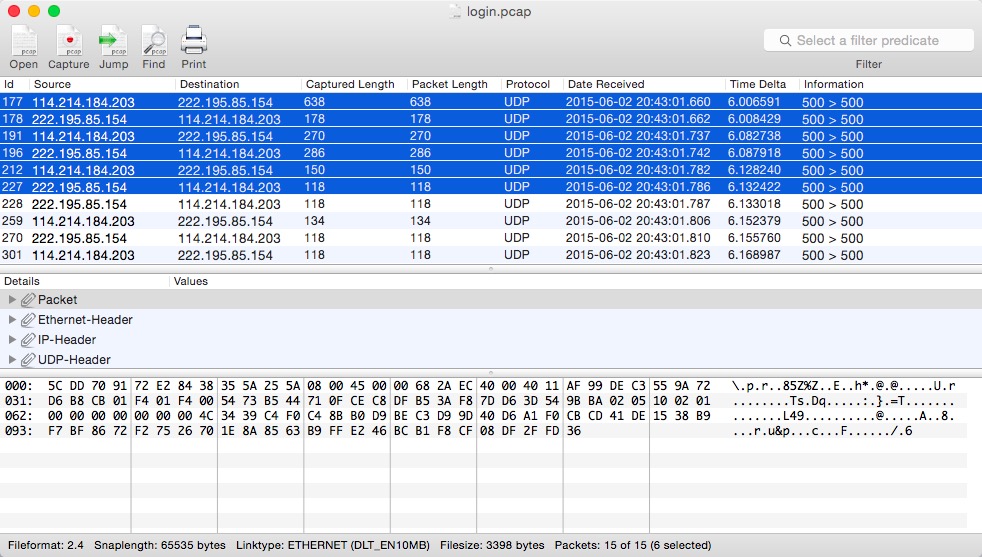 login.pcap
Open Capture Jump Find Print
Select a filter predicate
Filter
Id Source Destination Captured Length Packet Length Protocol Date Received Time Delta Information
177 114.214.184.203 222.195.85.154 638 638 UDP 2015-06-02 20:43:01.660 6.006591 500 > 500
178 222.195.85.154 114.214.184.203 178 178 UDP 2015-06-02 20:43:01.662 6.008429 500 > 500
191 114.214.184.203 222.195.85.154 270 270 UDP 2015-06-02 20:43:01.737 6.082738 500 > 500
196 222.195.85.154 114.214.184.203 286 286 UDP 2015-06-02 20:43:01.742 6.087918 500 > 500
212 114.214.184.203 222.195.85.154 150 150 UDP 2015-06-02 20:43:01.782 6.128240 500 > 500
227 222.195.85.154 114.214.184.203 118 118 UDP 2015-06-02 20:43:01.786 6.132422 500 > 500
228 222.195.85.154 114.214.184.203 118 118 UDP 2015-06-02 20:43:01.787 6.133018 500 > 500
259 114.214.184.203 222.195.85.154 134 134 UDP 2015-06-02 20:43:01.806 6.152379 500 > 500
270 222.195.85.154 114.214.184.203 118 118 UDP 2015-06-02 20:43:01.810 6.155760 500 > 500
301 114.214.184.203 222.195.85.154 118 118 UDP 2015-06-02 20:43:01.823 6.168987 500 > 500
Details Values
Packet
Ethernet-Header
IP-Header
UDP-Header
000: 5C DD 70 91 72 E2 84 38 35 5A 25 5A 08 00 45 00 00 68 2A EC 40 00 40 11 AF 99 DE C3 55 9A 72 \.p.r..85Z%Z..E..h*.@.@.....U.r
031: D6 B8 CB 01 F4 01 F4 00 54 73 B5 44 71 0F CE C8 DF B5 3A F8 7D D6 3D 54 9B BA 02 05 10 02 01 ........Ts.Dq.....:.}.=T.......
062: 00 00 00 00 00 00 00 4C 34 39 C4 F0 C4 8B B0 D9 BE C3 D9 9D 40 D6 A1 F0 CB CD 41 DE 15 38 B9 .......L49..........@.....A..8.
093: F7 BF 86 72 F2 75 26 70 1E 8A 85 63 B9 FF E2 46 BC B1 F8 CF 08 DF 2F FD 36 ...r.u&p...c...F....../.6
Fileformat: 2.4 Snaplength: 65535 bytes Linktype: ETHERNET (DLT_EN10MB) Filesize: 3398 bytes Packets: 15 of 15 (6 selected)